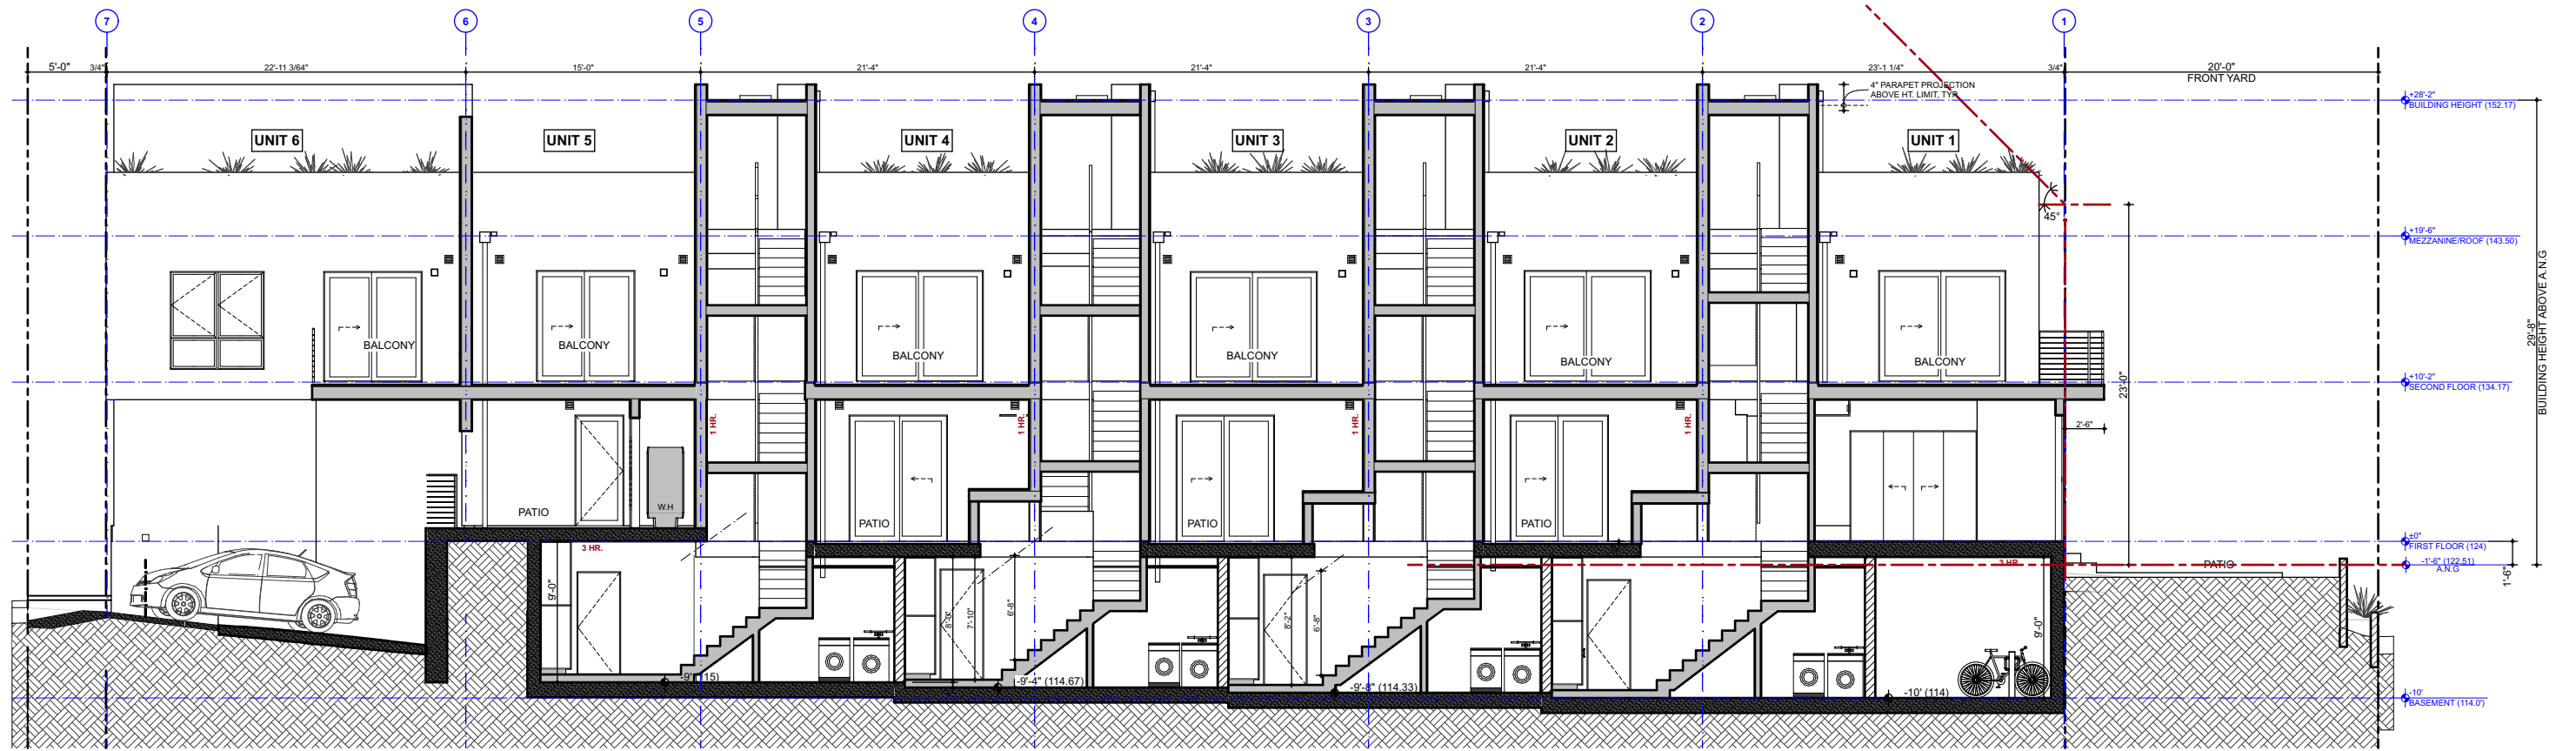 7
6
5
4
3
2
1
5'-0"
3/4"
22'-11 3/64"
15'-0"
21'-4"
21'-4"
21'-4"
23'-1 1/4"
3/4"
20'-0"
FRONT YARD
4" PARAPET PROJECTION
ABOVE HT. LIMIT, TYP.
+28'-2"
BUILDING HEIGHT (152.17)
UNIT 6
UNIT 5
UNIT 4
UNIT 3
UNIT 2
UNIT 1
45°
+19'-6"
MEZZANINE/ROOF (143.50)
BALCONY
BALCONY
BALCONY
BALCONY
BALCONY
BALCONY
29'-8"
BUILDING HEIGHT ABOVE A.N.G
23'-0"
+10'-2"
SECOND FLOOR (134.17)
1 HR.
1 HR.
1 HR.
1 HR.
2'-6"
W.H
PATIO
PATIO
PATIO
PATIO
3 HR.
±0"
FIRST FLOOR (124)
3 HR.
PATIO
-1'-6" (122.51)
A.N.G
1'-6"
9'-0"
7'-10"
6'-8"
8'-2"
6'-8"
9'-0"
-9'-4" (114.67)
-9'-8" (114.33)
-10' (114)
-10'
BASEMENT (114.0')